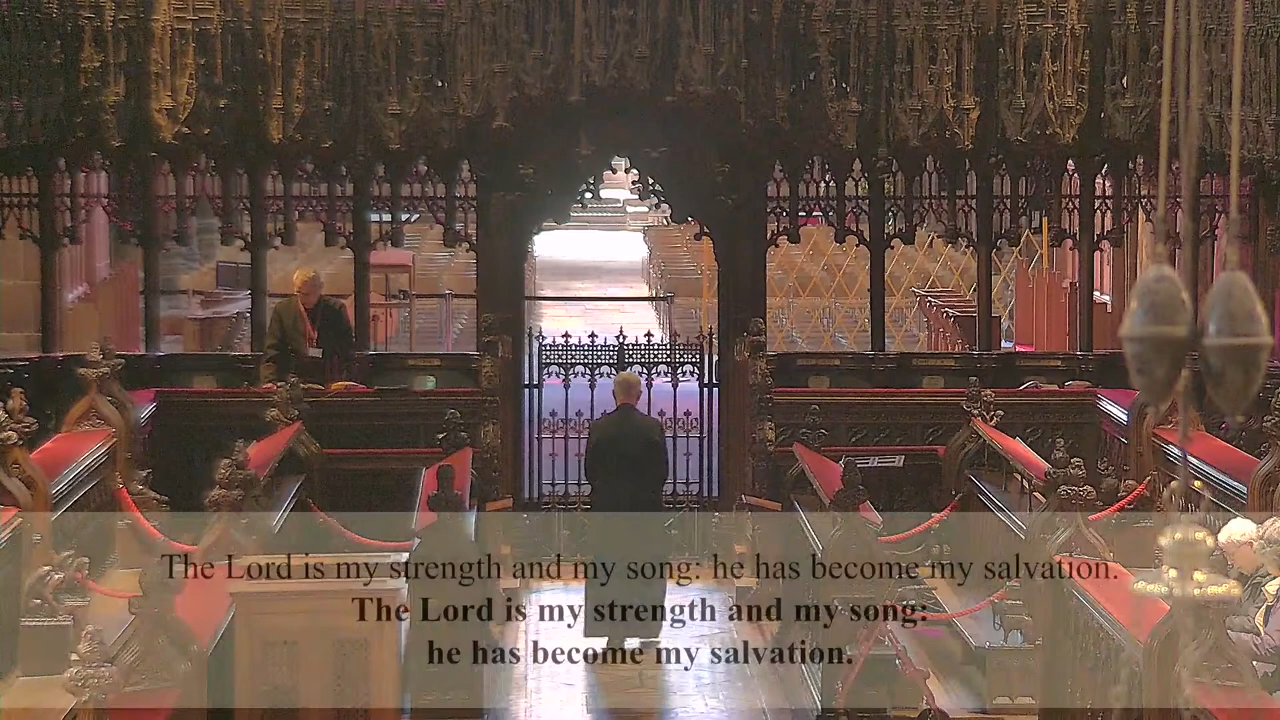 The Lord is my strength and my song: he has become my salvation.
The Lord is my strength and my song:
he has become my salvation.